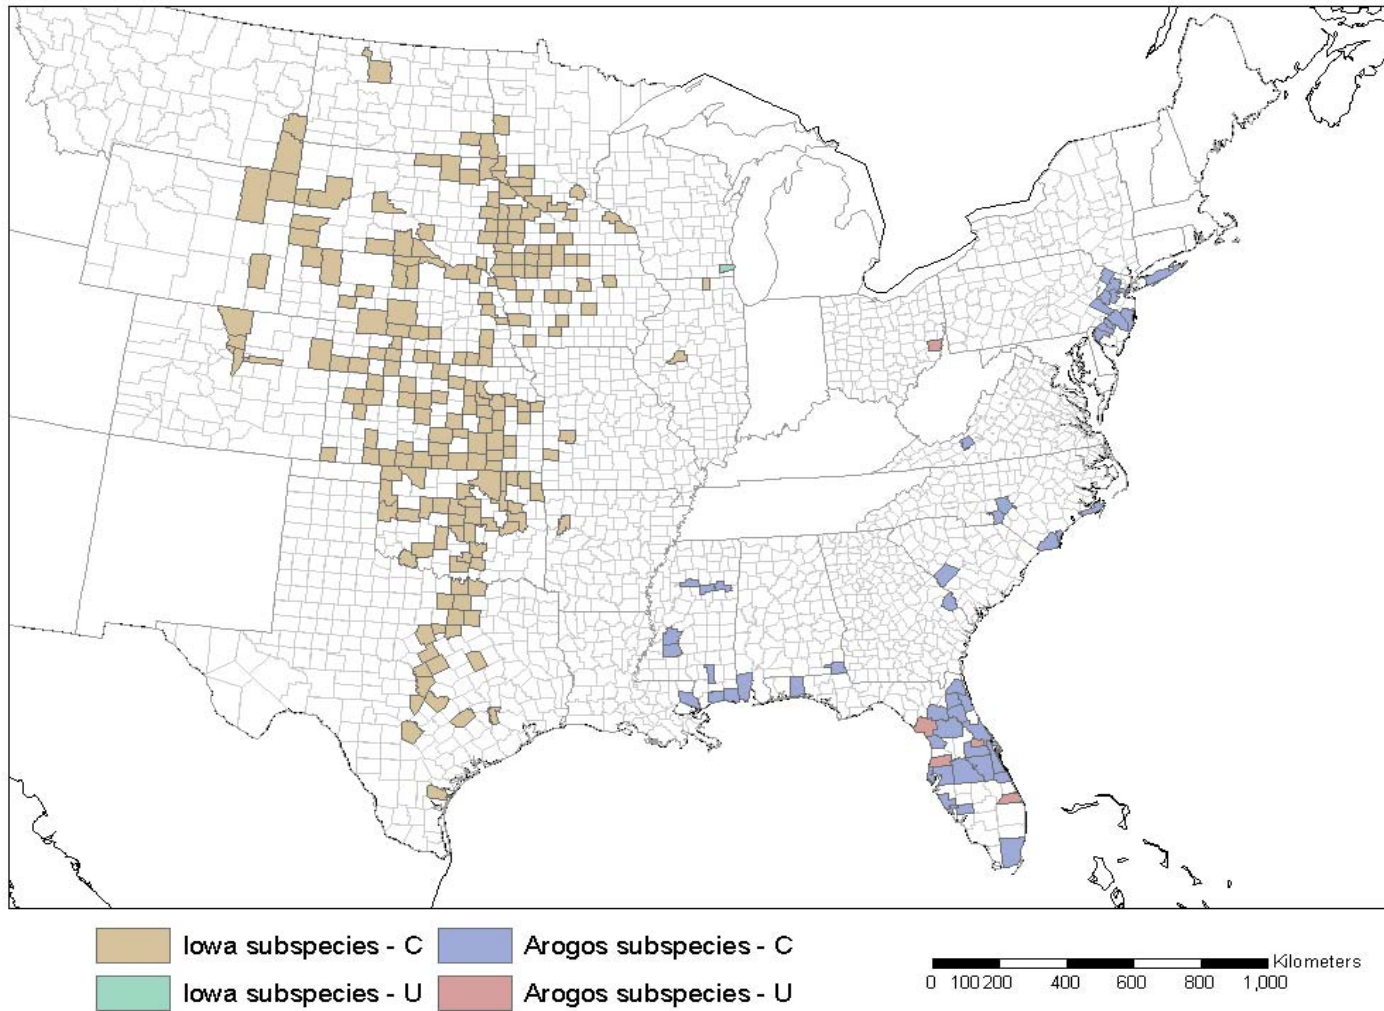 Iowa subspecies - C
Arogos subspecies - C
Iowa subspecies - U
Arogos subspecies - U
Kilometers
0 100 200 400 600 800 1,000